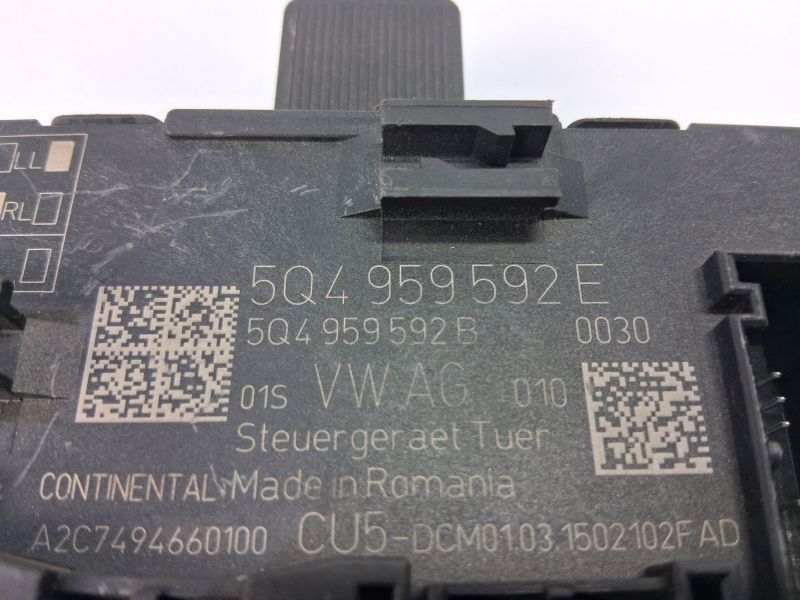 LL
RL
5Q4 959 592 E
5Q4 959 592 B 0030
01S VW AG 010
Steuergeraet Tuer
CONTINENTAL Made in Romania
A2C7494660100 CU5-DCM01.03.1502102F AD